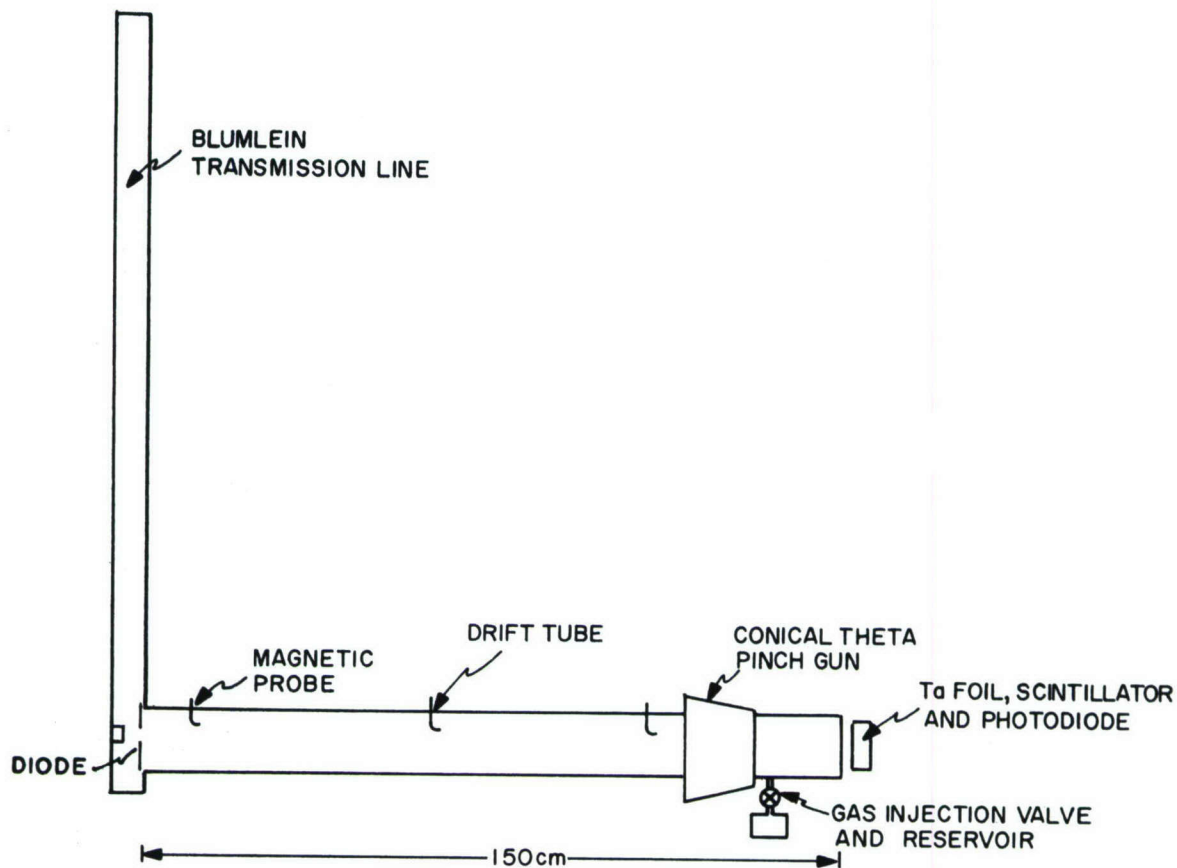 BLUMLEIN
TRANSMISSION LINE
DRIFT TUBE
CONICAL THETA
PINCH GUN
MAGNETIC
PROBE
Ta FOIL, SCINTILLATOR
AND PHOTODIODE
DIODE
GAS INJECTION VALVE
AND RESERVOIR
150cm